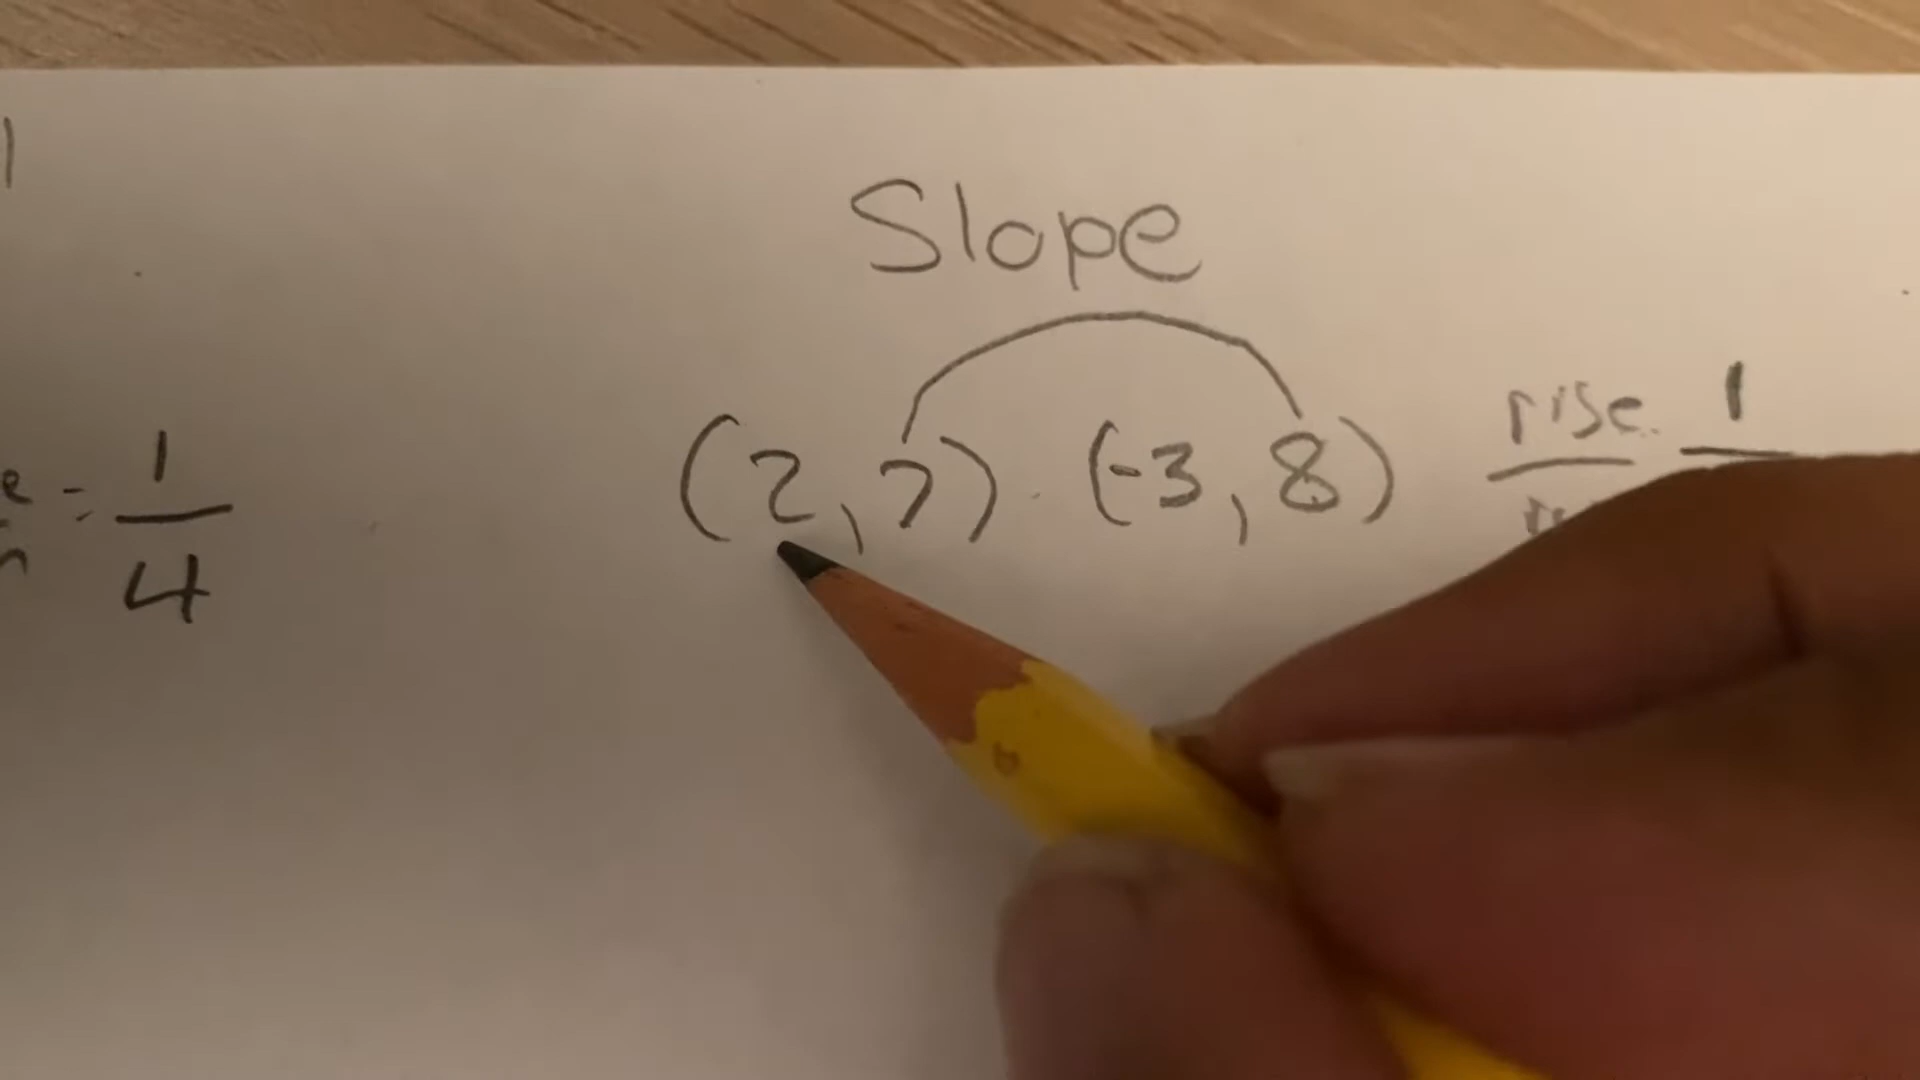 Slope
(2,7) (-3,8) rise 1
= 1
4